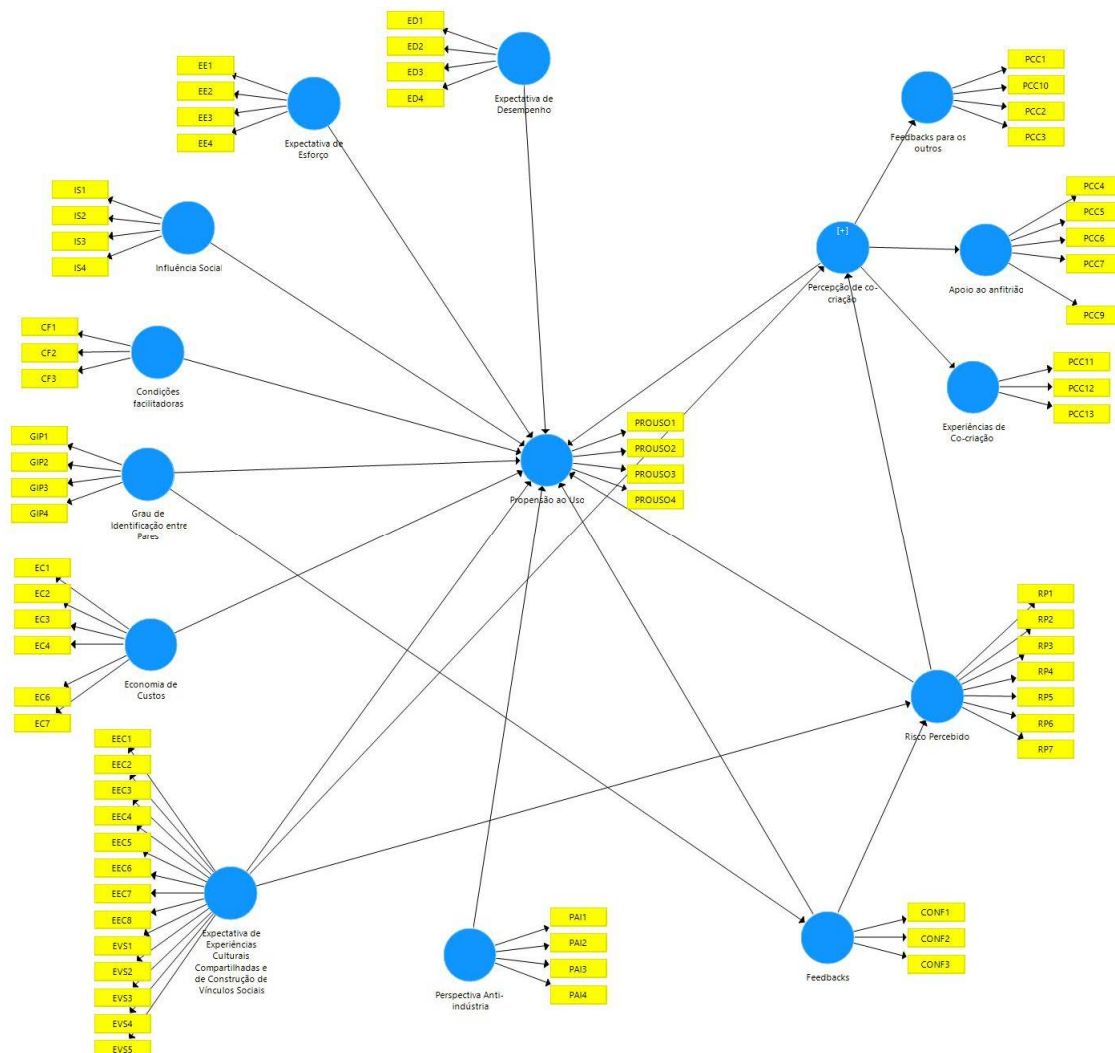 ED1
ED2
ED3
ED4
Expectativa de
Desempenho
EE1
EE2
EE3
EE4
Expectativa de
Esforço
PCC1
PCC10
PCC2
PCC3
Feedbacks para os
outros
IS1
IS2
IS3
IS4
Influência Social
[+]
Percepção de co-
criação
PCC4
PCC5
PCC6
PCC7
PCC9
Apoio ao anfitrião
CF1
CF2
CF3
Condições
facilitadoras
PCC11
PCC12
PCC13
Experiências de
Co-criação
GIP1
GIP2
GIP3
GIP4
Grau de
Identificação entre
Pares
PROUSO1
PROUSO2
PROUSO3
PROUSO4
Propensão ao Uso
EC1
EC2
EC3
EC4
EC6
EC7
Economia de
Custos
RP1
RP2
RP3
RP4
RP5
RP6
RP7
Risco Percebido
EEC1
EEC2
EEC3
EEC4
EEC5
EEC6
EEC7
EEC8
EVS1
EVS2
EVS3
EVS4
EVS5
Expectativa de
Experiências
Culturais
Compartilhadas e
de Construção de
Vínculos Sociais
PAI1
PAI2
PAI3
PAI4
Perspectiva Anti-
indústria
CONF1
CONF2
CONF3
Feedbacks